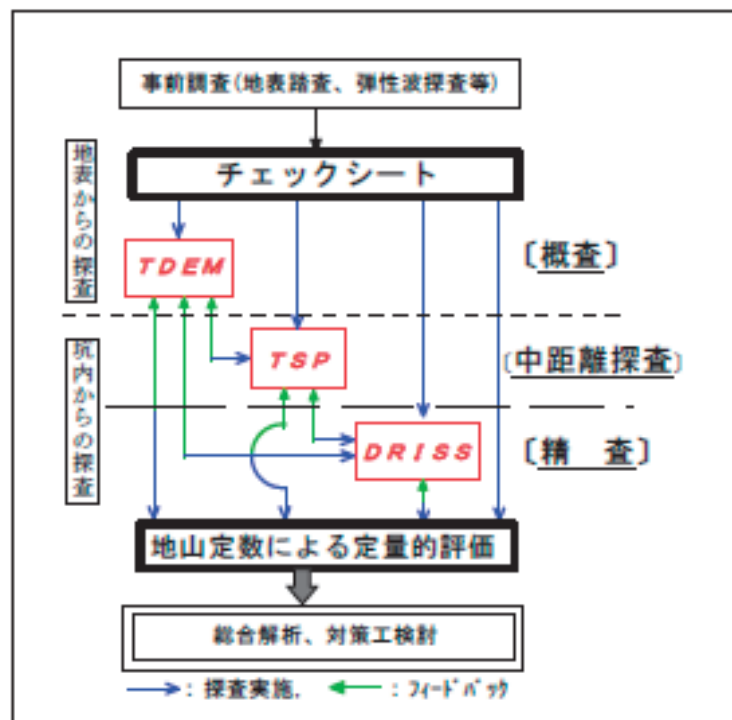 事前調査(地表踏査、弾性波探査等)
地表からの探査
チェックシート
TDEM
〔概査〕
TSP
〔中距離探査〕
坑内からの探査
DRISS
〔精　査〕
地山定数による定量的評価
総合解析、対策工検討
：探査実施、　：ﾌｨｰﾄﾞﾊﾞｯｸ